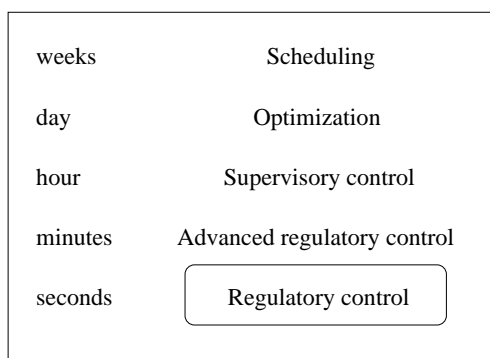 weeks Scheduling
day Optimization
hour Supervisory control
minutes Advanced regulatory control
seconds Regulatory control